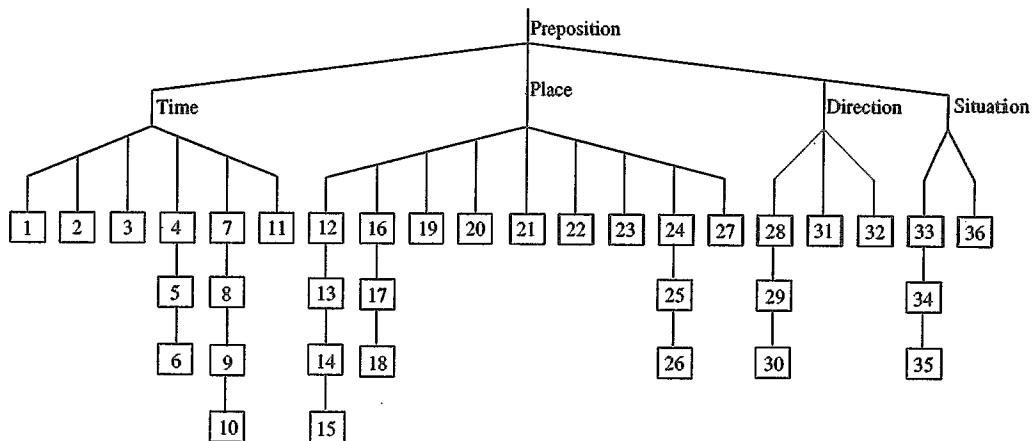 Preposition
Time
Place
Direction
Situation
1 2 3 4 7 11 12 16 19 20 21 22 23 24 27 28 31 32 33 36
5 8 13 17 25 29 34
6 9 14 18 26 30 35
10 15